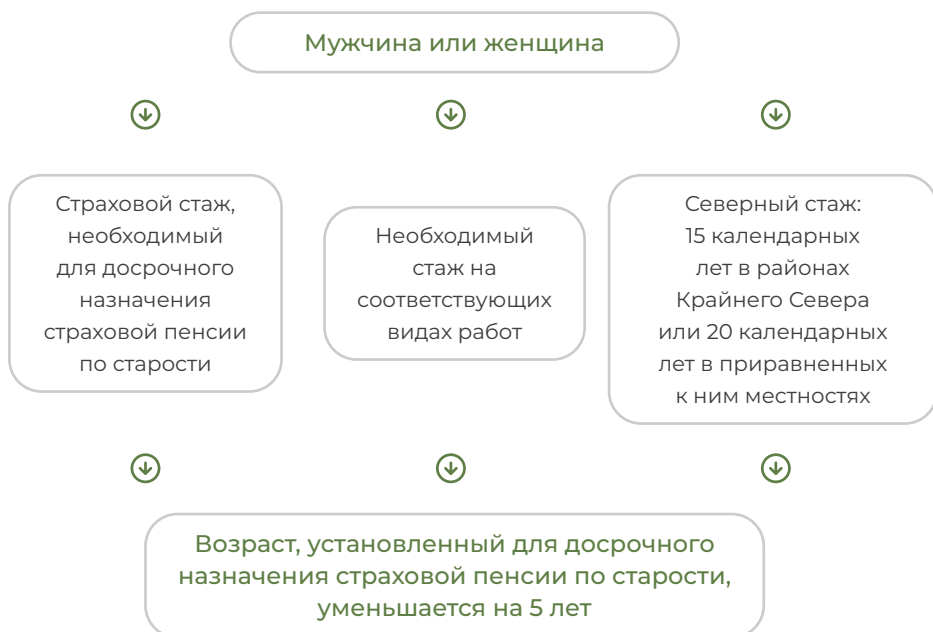 Мужчина или женщина
Страховой стаж,
необходимый
для досрочного
назначения
страховой пенсии
по старости
Необходимый
стаж на
соответствующих
видах работ
Северный стаж:
15 календарных
лет в районах
Крайнего Севера
или 20 календарных
лет в приравненных
к ним местностях
Возраст, установленный для досрочного
назначения страховой пенсии по старости,
уменьшается на 5 лет